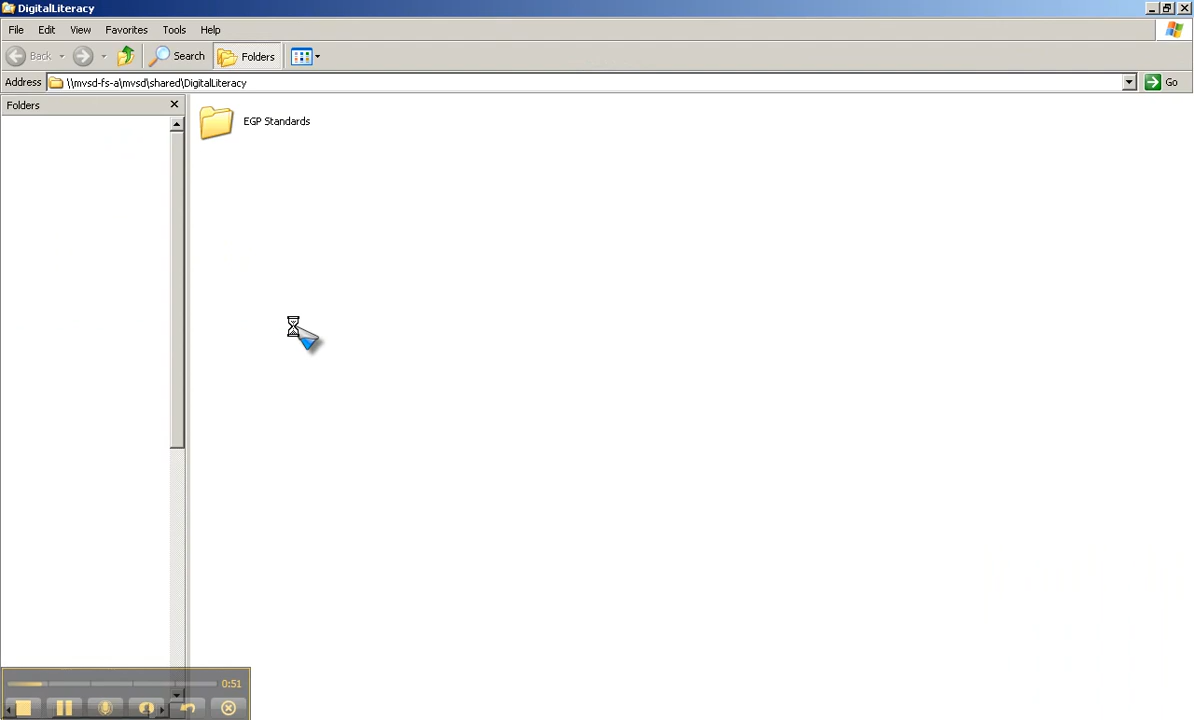 DigitalLiteracy
File Edit View Favorites Tools Help
Back Search Folders
Address \\mvsd-fs-a\mvsd\shared\DigitalLiteracy Go
Folders
EGP Standards
0:51